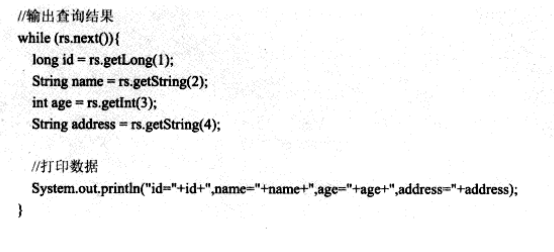 //输出查询结果
while (rs.next()){
long id = rs.getLong(1);
String name = rs.getString(2);
int age = rs.getInt(3);
String address = rs.getString(4);
//打印数据
System.out.println("id="+id+",name="+name+",age="+age+",address="+address);
}